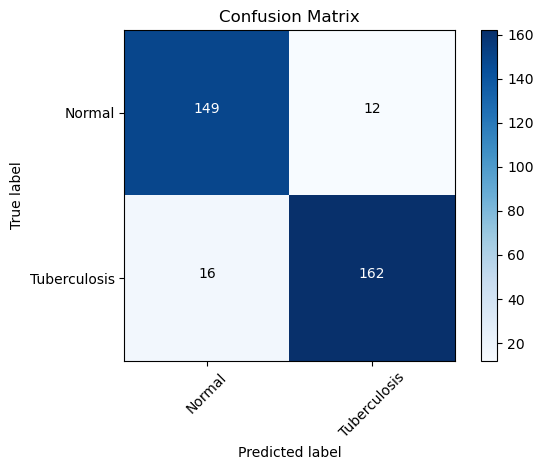 Confusion Matrix
True label
Normal
149
12
Tuberculosis
16
162
Normal
Tuberculosis
Predicted label
160
140
120
100
80
60
40
20